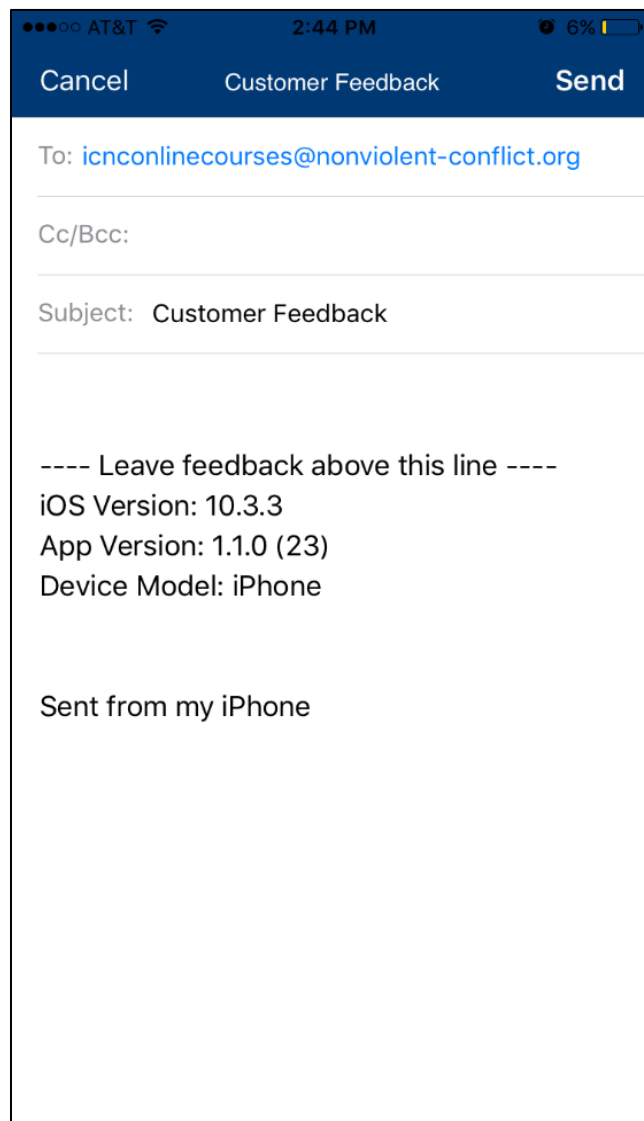 AT&T 2:44 PM 6%
Cancel Customer Feedback Send
To: icnconlinecourses@nonviolent-conflict.org
Cc/Bcc:
Subject: Customer Feedback
---- Leave feedback above this line ----
iOS Version: 10.3.3
App Version: 1.1.0 (23)
Device Model: iPhone
Sent from my iPhone